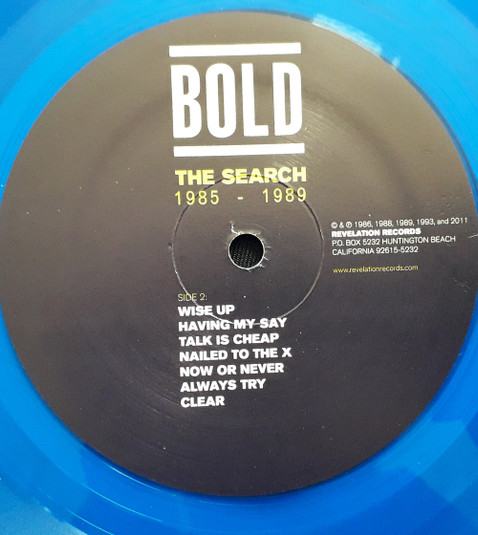 BOLD
THE SEARCH
1985 - 1989
© & ℗ 1986, 1988, 1989, 1993, and 2011
REVELATION RECORDS
P.O. BOX 5232 HUNTINGTON BEACH
CALIFORNIA 92615-5232
www.revelationrecords.com
SIDE 2:
WISE UP
HAVING MY SAY
TALK IS CHEAP
NAILED TO THE X
NOW OR NEVER
ALWAYS TRY
CLEAR